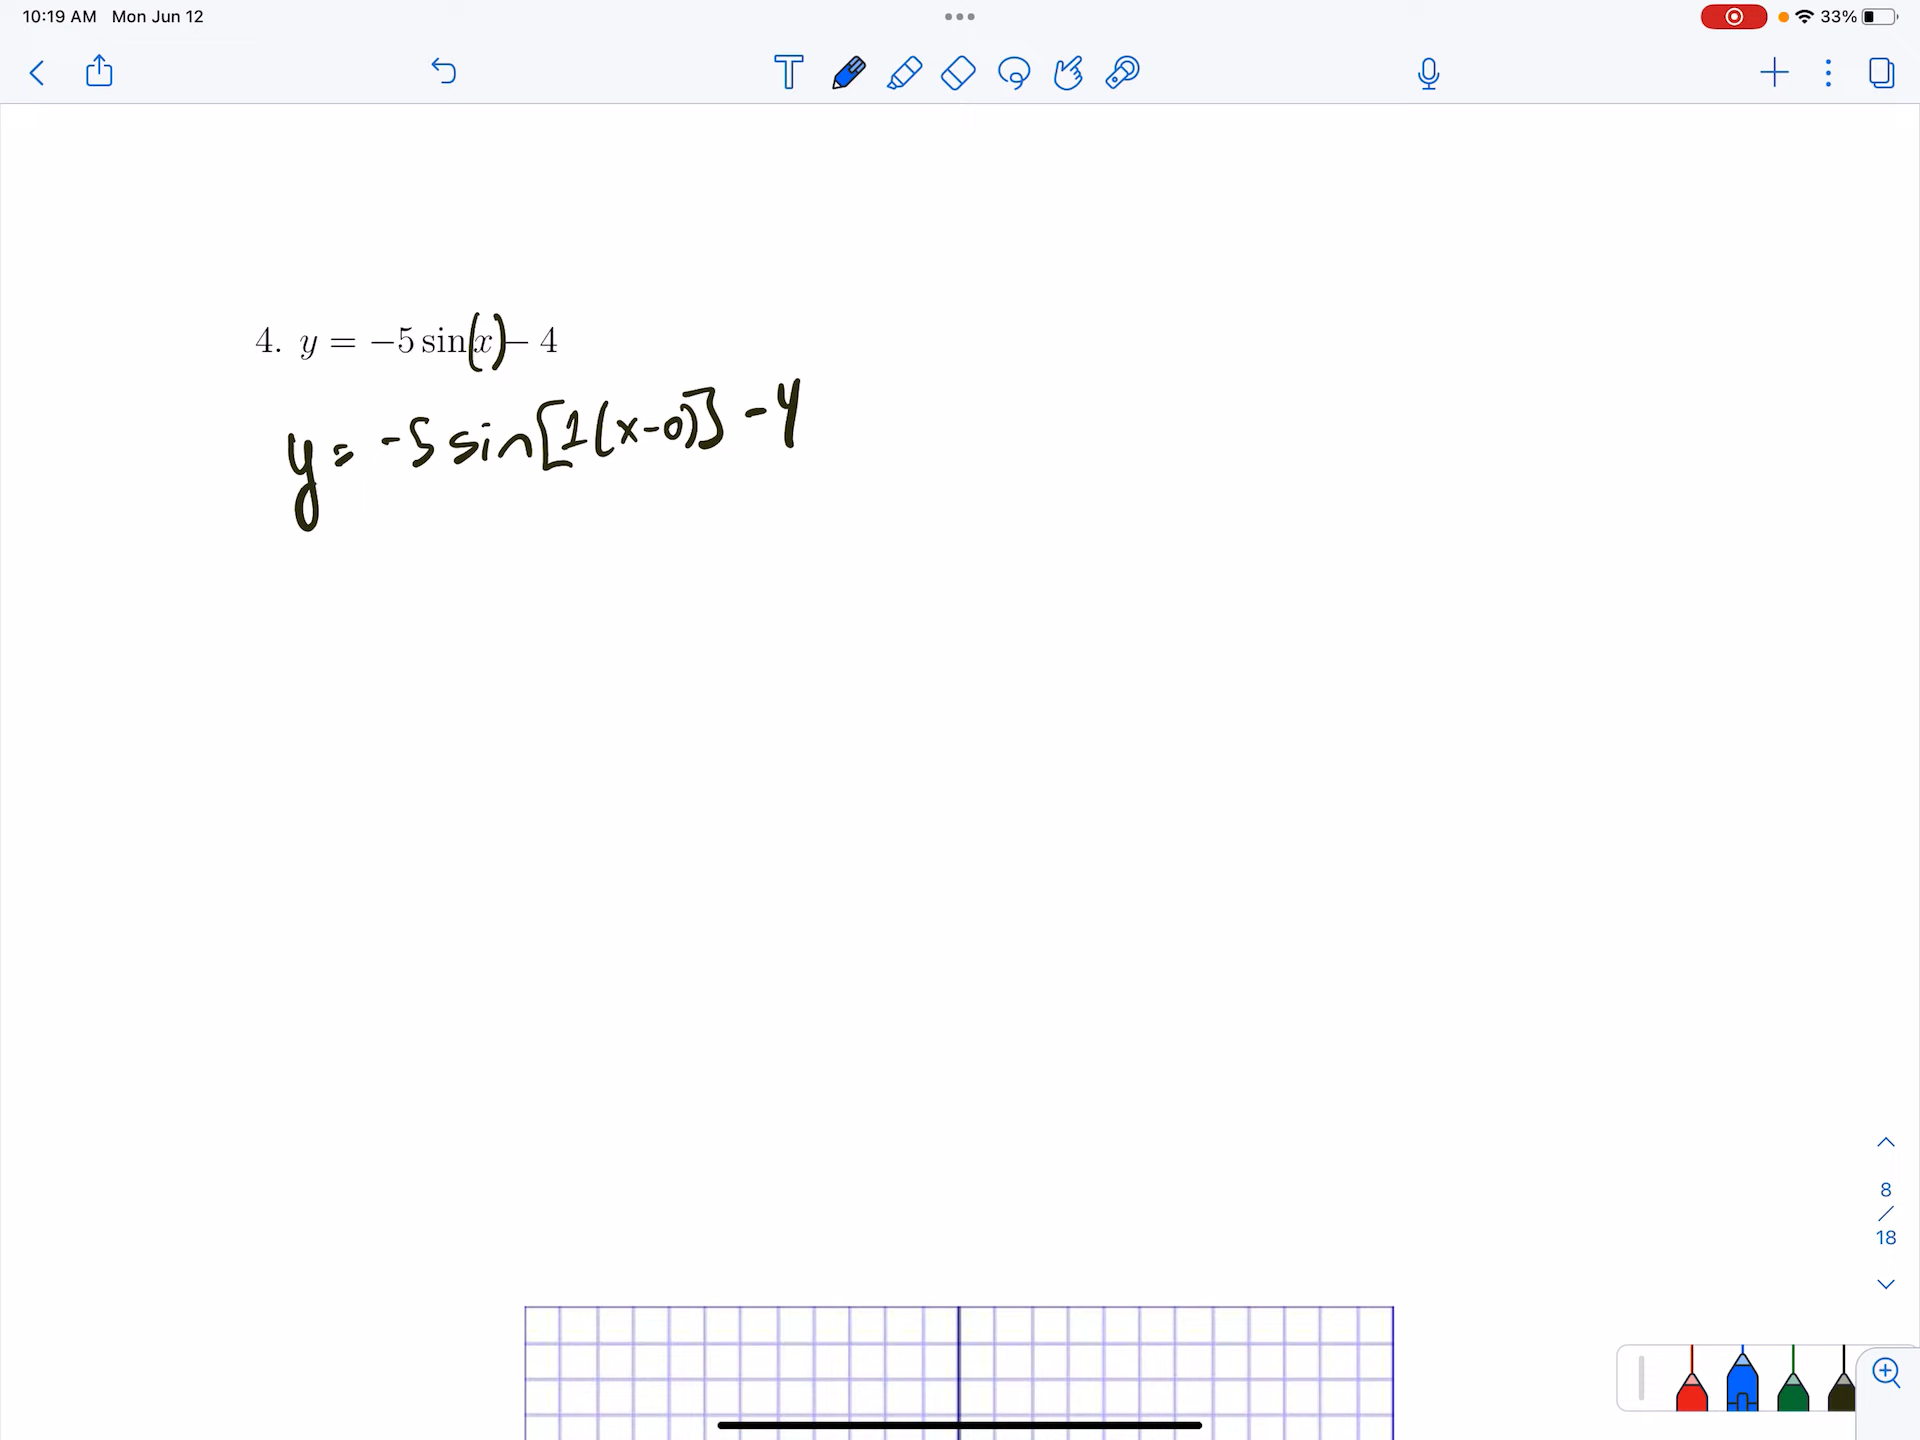 10:19 AM Mon Jun 12
33%
T
4. y = −5 sin(x) − 4
y = -5 sin[1(x-0)] -4
8
/
18